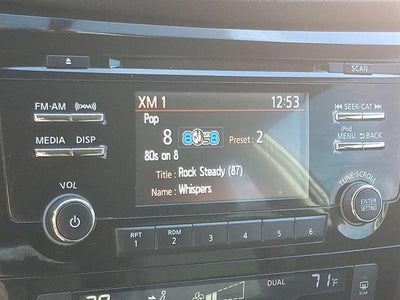 SCAN
XM 1 12:53
FM·AM
Pop
SEEK·CAT
8 80s8 Preset: 2
MEDIA DISP
iPod
MENU BACK
80s on 8
Title : Rock Steady (87)
VOL
TUNE·SCROLL
Name : Whispers
ENTER
SETTING
1 RPT
2 RDM
3 4 5 6
DUAL 71°F